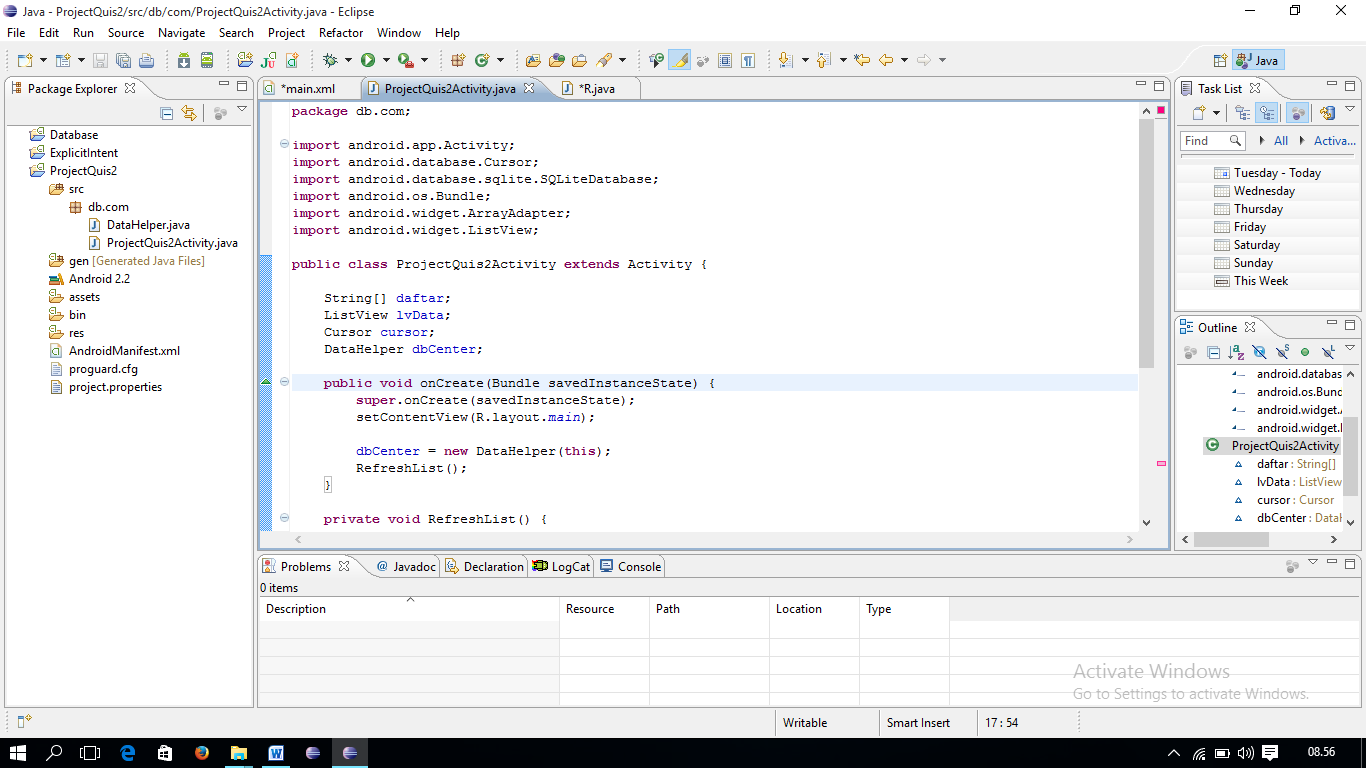 Java - ProjectQuis2/src/db/com/ProjectQuis2Activity.java - Eclipse
File Edit Run Source Navigate Search Project Refactor Window Help
Java
Package Explorer
Database
ExplicitIntent
ProjectQuis2
src
db.com
DataHelper.java
ProjectQuis2Activity.java
gen [Generated Java Files]
Android 2.2
assets
bin
res
AndroidManifest.xml
proguard.cfg
project.properties
*main.xml ProjectQuis2Activity.java *R.java
package db.com;
import android.app.Activity;
import android.database.Cursor;
import android.database.sqlite.SQLiteDatabase;
import android.os.Bundle;
import android.widget.ArrayAdapter;
import android.widget.ListView;
public class ProjectQuis2Activity extends Activity {
String[] daftar;
ListView lvData;
Cursor cursor;
DataHelper dbCenter;
public void onCreate(Bundle savedInstanceState) {
super.onCreate(savedInstanceState);
setContentView(R.layout.main);
dbCenter = new DataHelper(this);
RefreshList();
}
private void RefreshList() {
Task List
Find All Activa...
Tuesday - Today
Wednesday
Thursday
Friday
Saturday
Sunday
This Week
Outline
android.databas
android.os.Bund
android.widget.
android.widget.
ProjectQuis2Activity
daftar : String[]
lvData : ListView
cursor : Cursor
dbCenter : Data
Problems @ Javadoc Declaration LogCat Console
0 items
Description Resource Path Location Type
Activate Windows
Go to Settings to activate Windows.
Writable Smart Insert 17 : 54
08.56